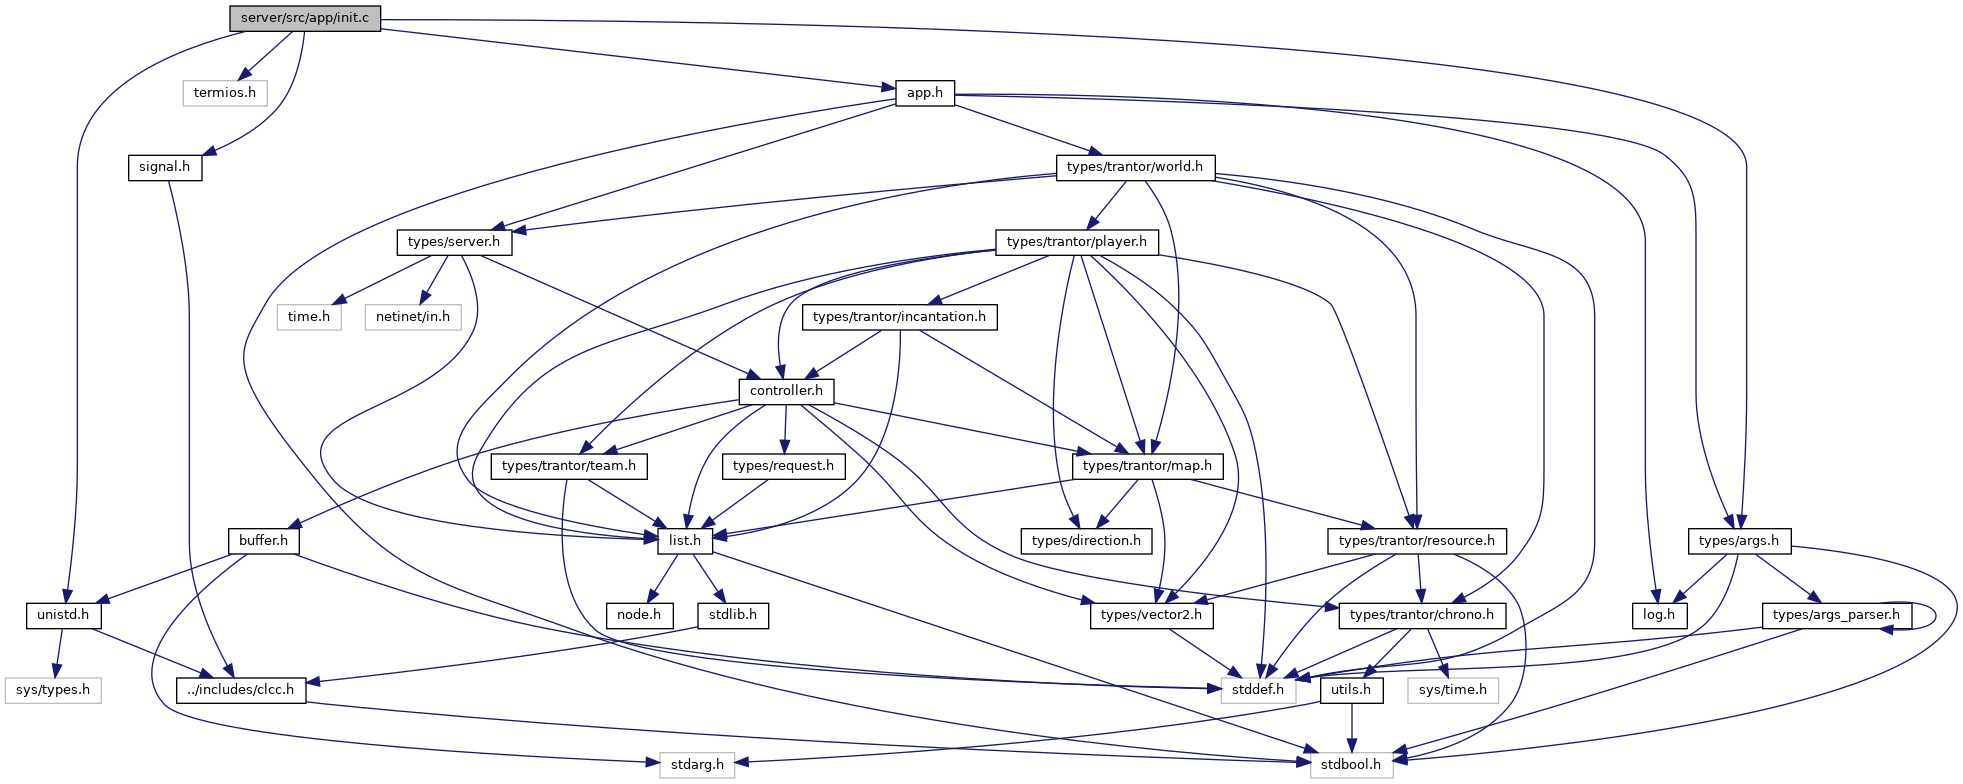 server/src/app/init.c
termios.h
app.h
signal.h
types/trantor/world.h
types/server.h
types/trantor/player.h
time.h
netinet/in.h
types/trantor/incantation.h
controller.h
types/trantor/team.h
types/request.h
types/trantor/map.h
buffer.h
list.h
types/direction.h
types/trantor/resource.h
types/args.h
unistd.h
node.h
stdlib.h
types/vector2.h
types/trantor/chrono.h
log.h
types/args_parser.h
sys/types.h
../includes/clcc.h
stddef.h
utils.h
sys/time.h
stdarg.h
stdbool.h